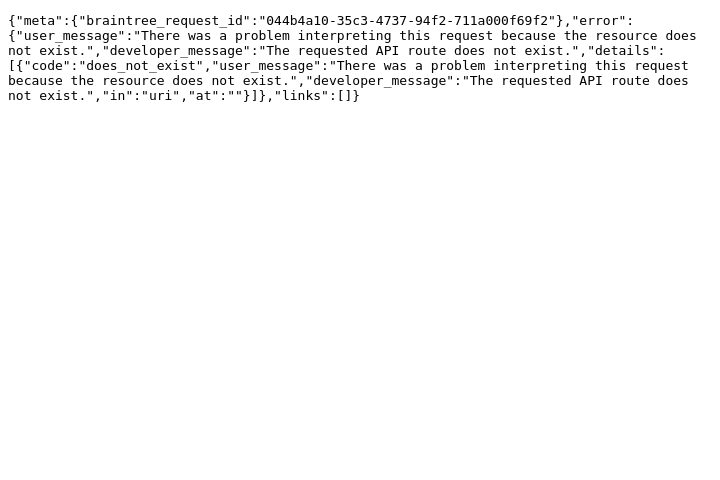 {"meta":{"braintree_request_id":"044b4a10-35c3-4737-94f2-711a000f69f2"},"error":
{"user_message":"There was a problem interpreting this request because the resource does
not exist.","developer_message":"The requested API route does not exist.","details":
[{"code":"does_not_exist","user_message":"There was a problem interpreting this request
because the resource does not exist.","developer_message":"The requested API route does
not exist.","in":"uri","at":""}]},"links":[]}